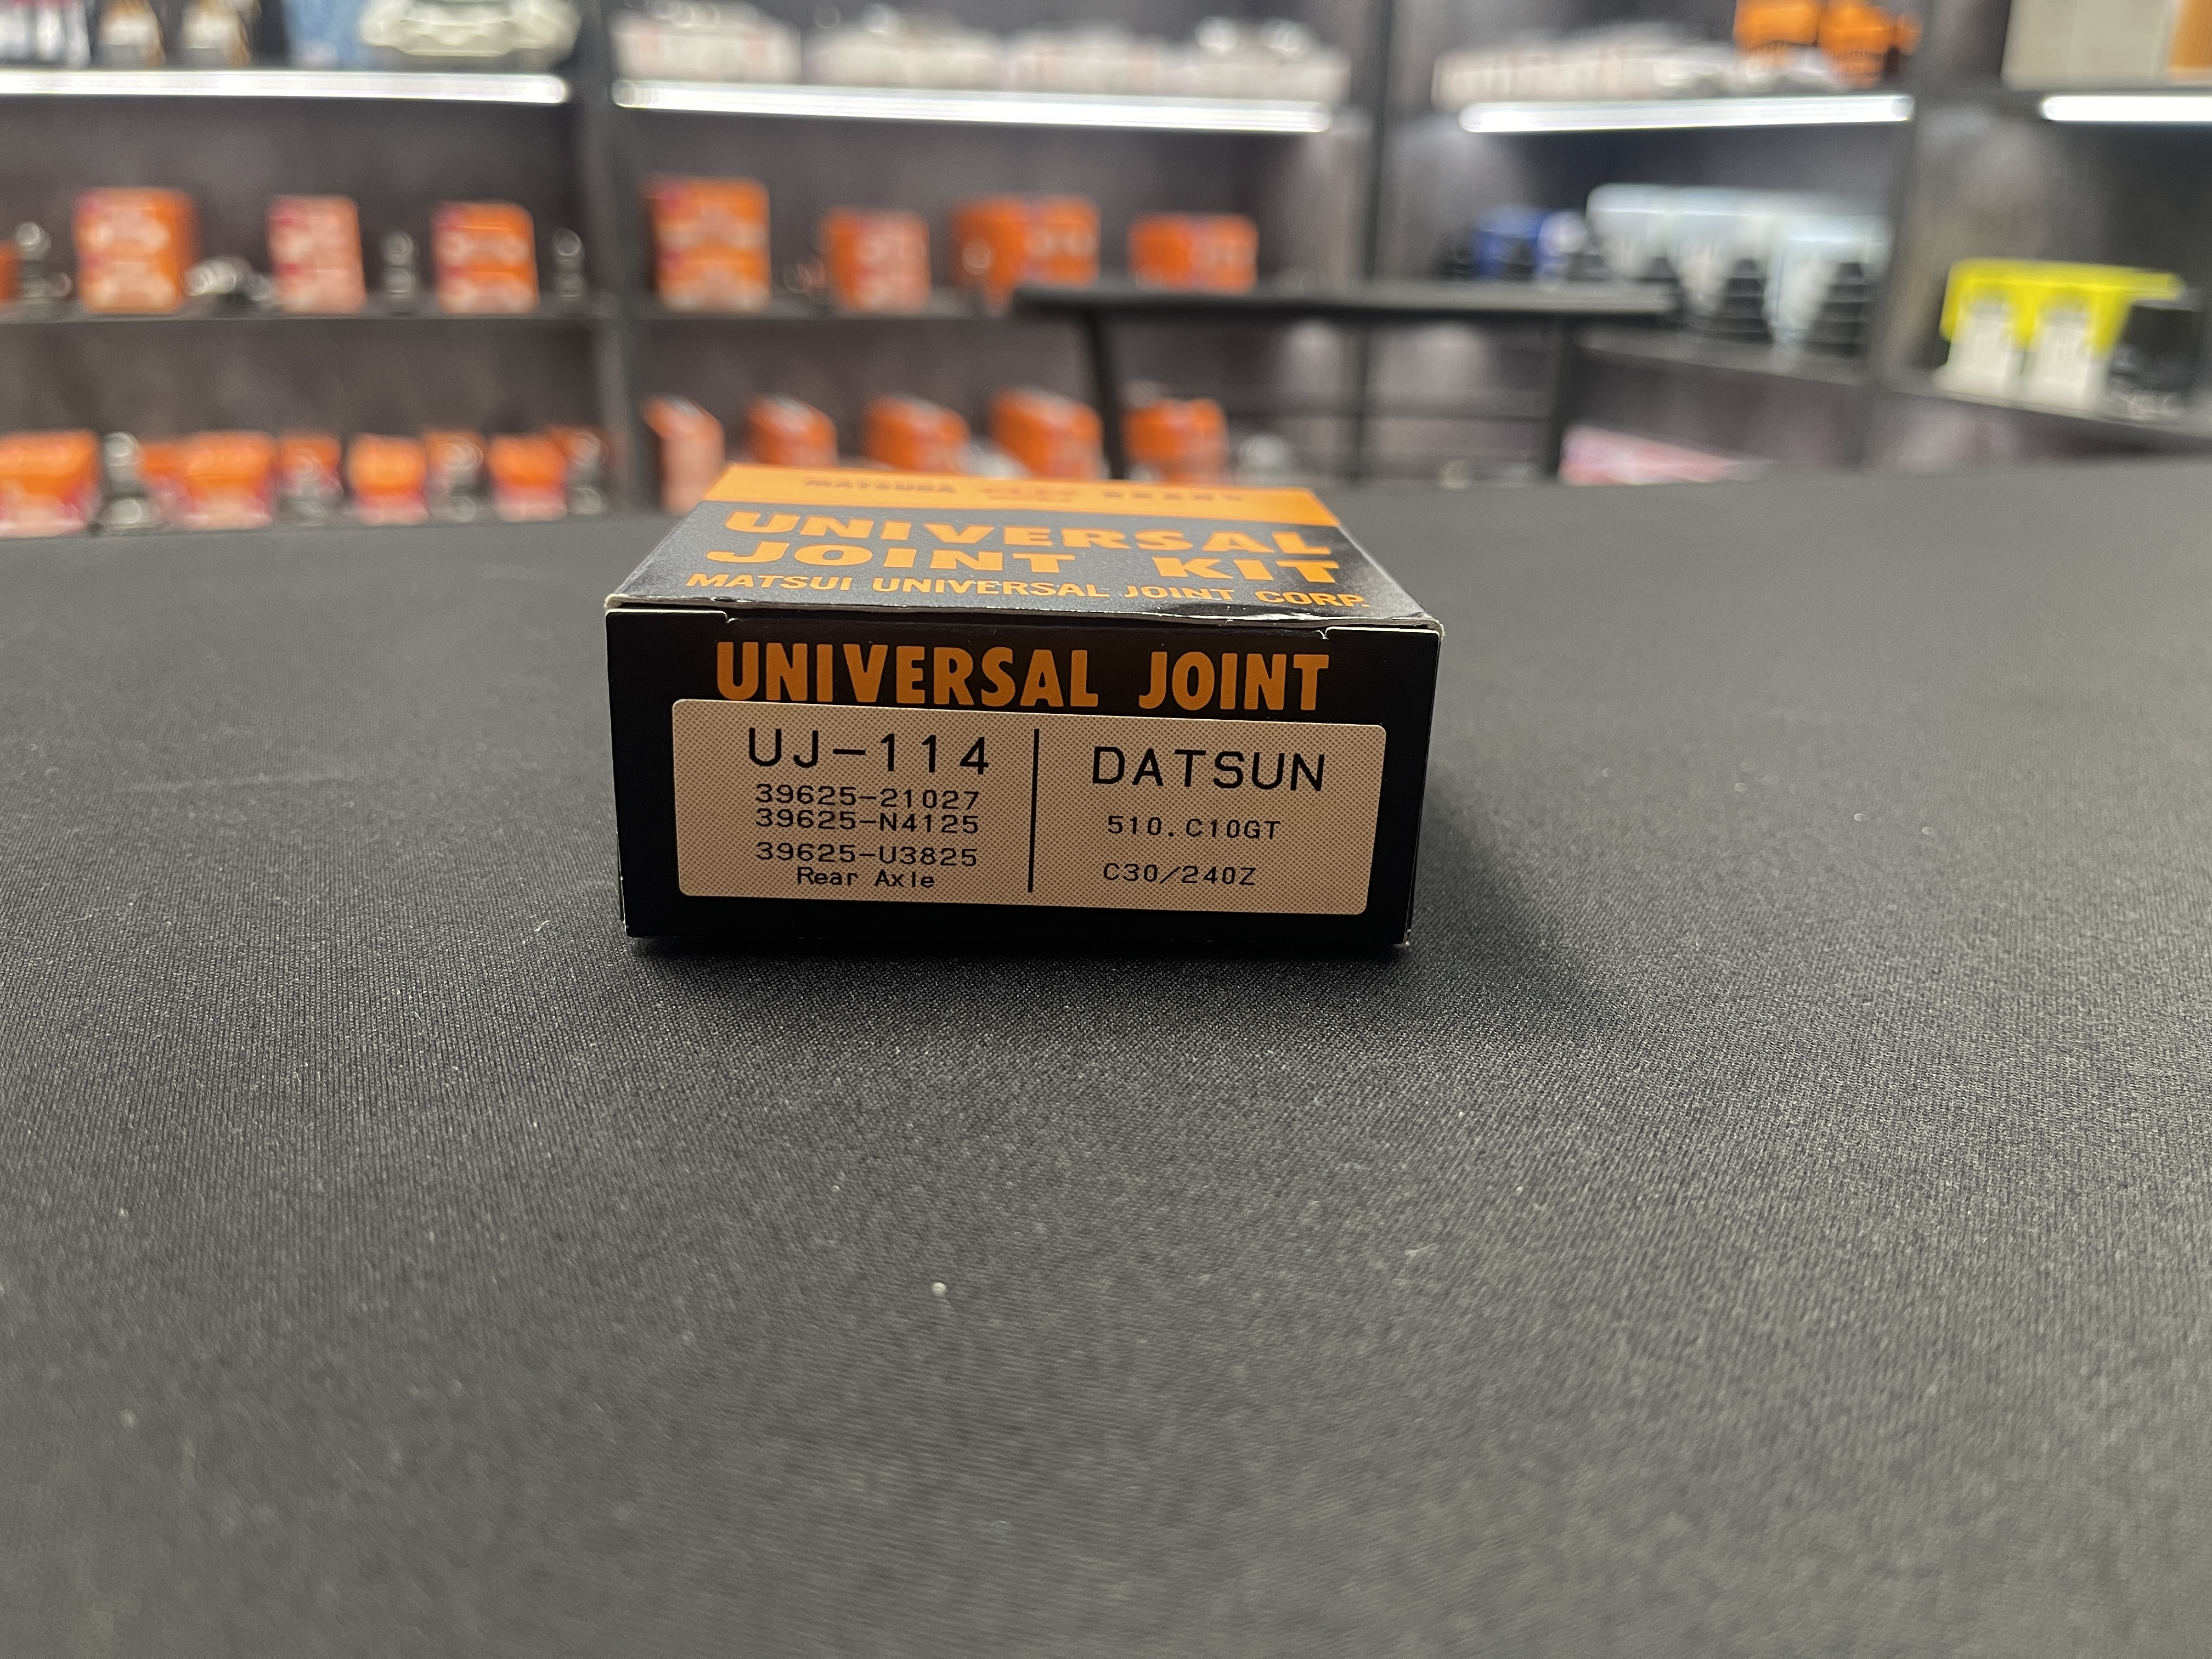 UNIVERSAL
JOINT KIT
MATSUI UNIVERSAL JOINT CORP.
UNIVERSAL JOINT
UJ-114
39625-21027
39625-N4125
39625-U3825
Rear Axle
DATSUN
510.C10GT
C30/240Z